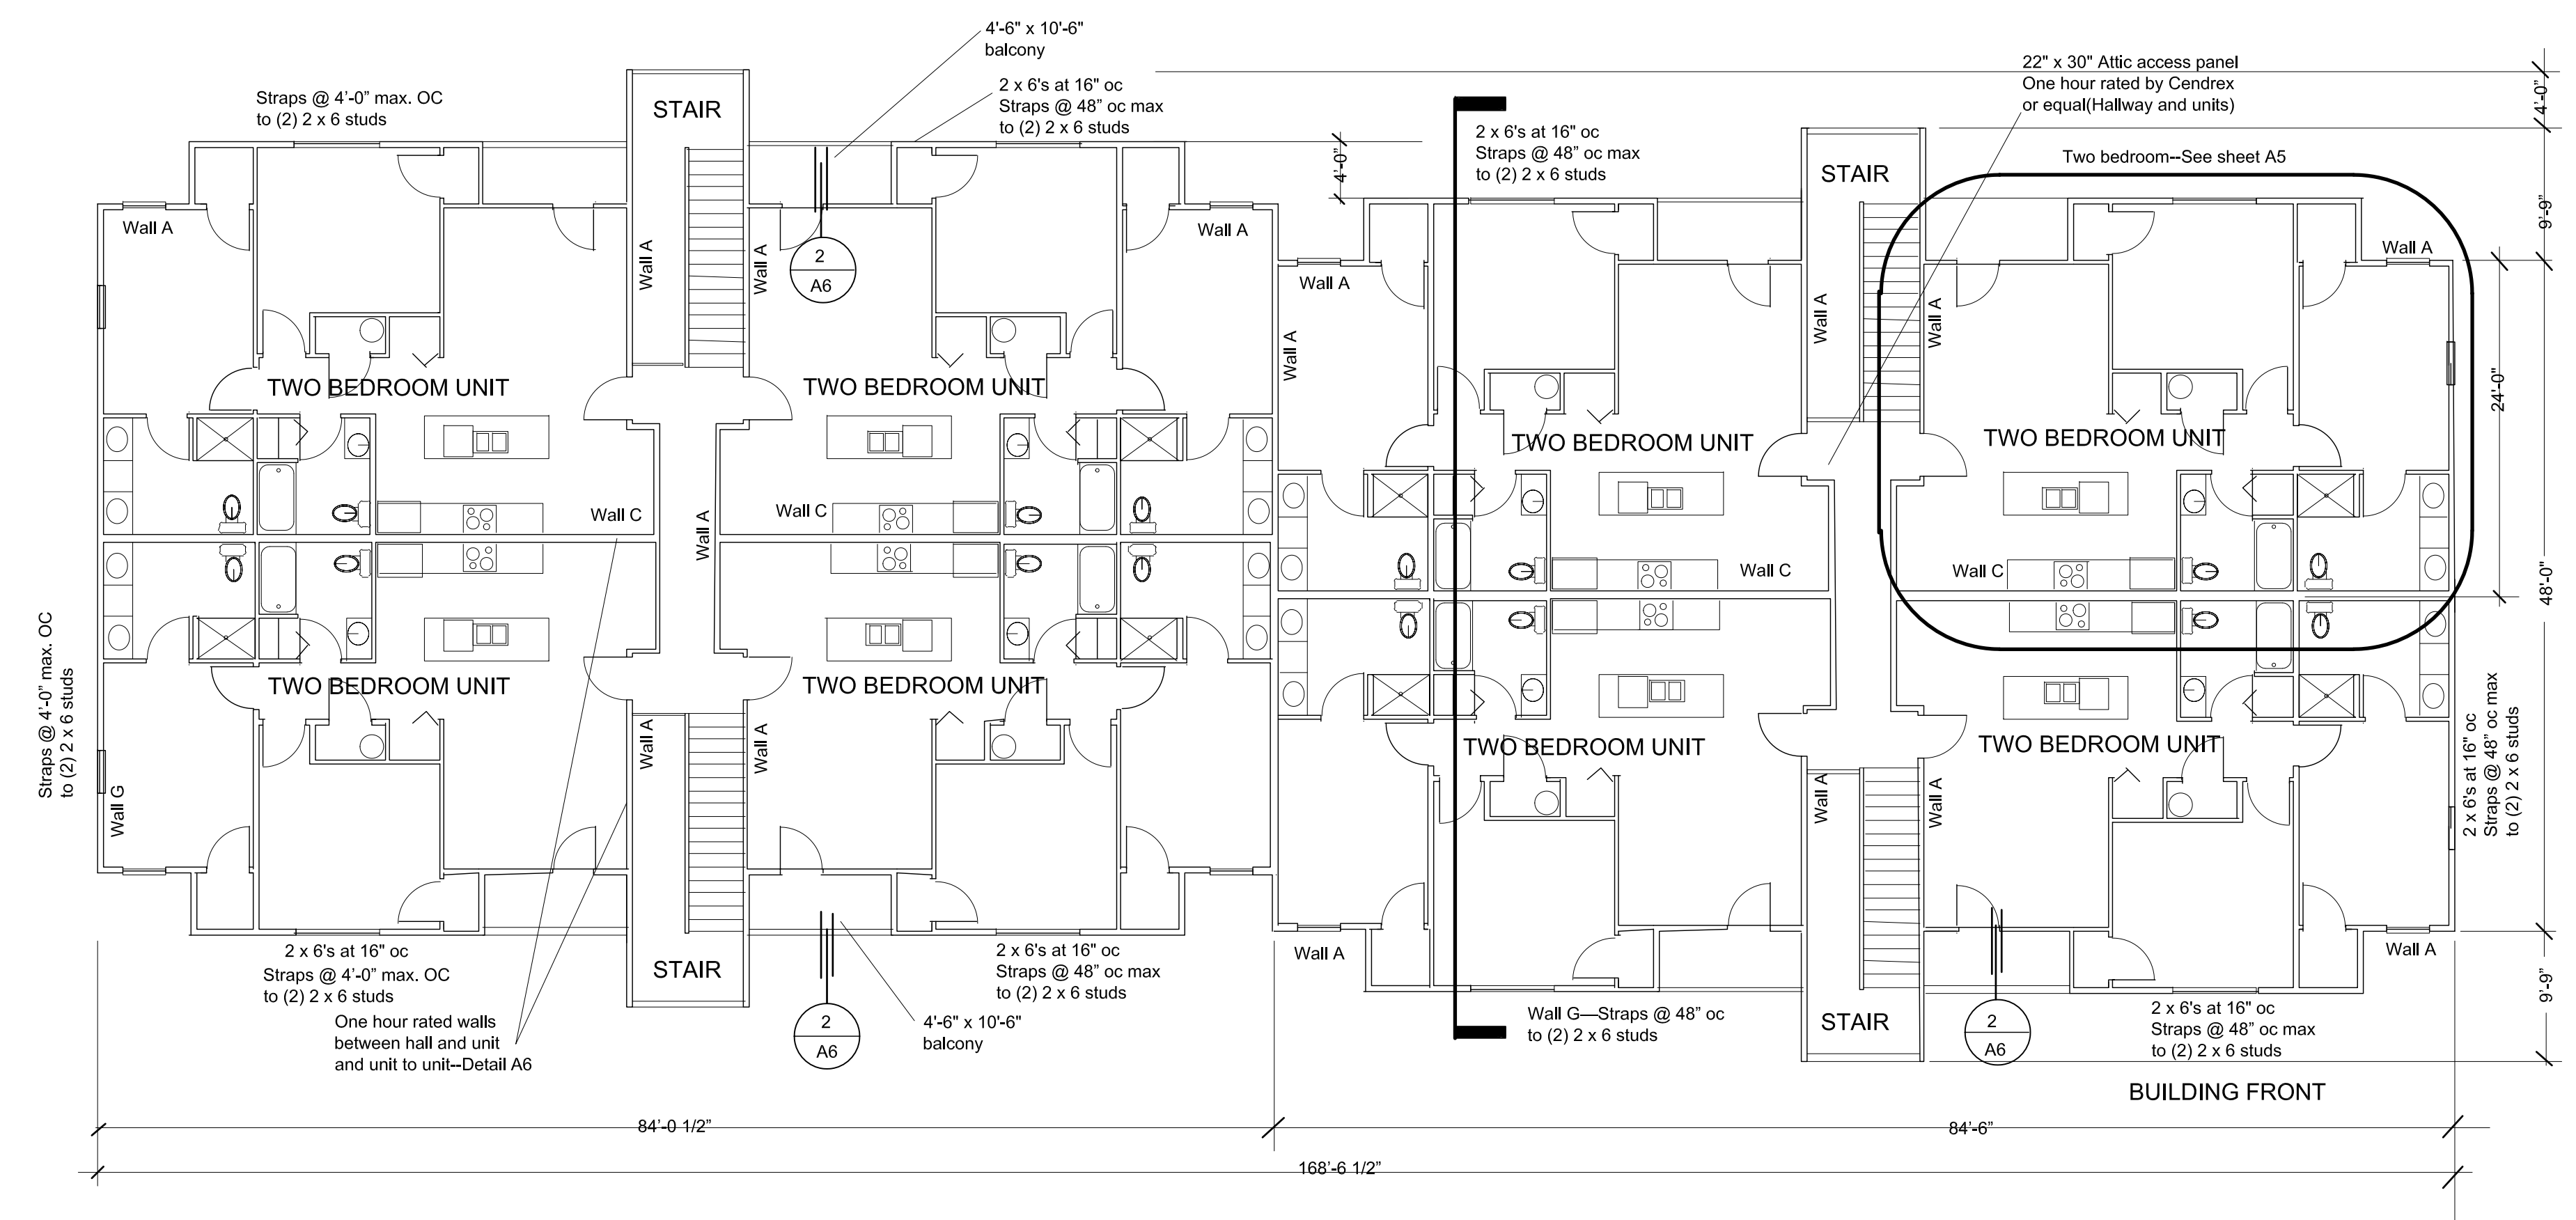 4'-6" x 10'-6"
balcony
Straps @ 4'-0” max. OC
to (2) 2 x 6 studs
STAIR
2 x 6's at 16" oc
Straps @ 48” oc max
to (2) 2 x 6 studs
2 x 6's at 16" oc
Straps @ 48” oc max
to (2) 2 x 6 studs
22" x 30" Attic access panel
One hour rated by Cendrex
or equal(Hallway and units)
4'-0”
4'-0”
STAIR
Two bedroom--See sheet A5
9'-9”
Wall A
Wall A
Wall A
Wall A
2
A6
Wall A
Wall A
Wall A
Wall A
Wall A
Wall A
TWO BEDROOM UNIT
TWO BEDROOM UNIT
TWO BEDROOM UNIT
TWO BEDROOM UNIT
24'-0"
Wall C
Wall C
Wall A
Wall C
Wall C
48'-0"
Straps @ 4'-0” max. OC
to (2) 2 x 6 studs
TWO BEDROOM UNIT
TWO BEDROOM UNIT
TWO BEDROOM UNIT
TWO BEDROOM UNIT
2 x 6's at 16" oc
Straps @ 48” oc max
to (2) 2 x 6 studs
Wall G
Wall A
Wall A
Wall A
Wall A
2 x 6's at 16" oc
Straps @ 4'-0” max. OC
to (2) 2 x 6 studs
STAIR
2 x 6's at 16" oc
Straps @ 48” oc max
to (2) 2 x 6 studs
Wall A
Wall A
9'-9”
One hour rated walls
between hall and unit
and unit to unit--Detail A6
2
A6
4'-6" x 10'-6"
balcony
Wall G—Straps @ 48” oc
to (2) 2 x 6 studs
STAIR
2
A6
2 x 6's at 16" oc
Straps @ 48” oc max
to (2) 2 x 6 studs
BUILDING FRONT
84'-0 1/2”
84'-6”
168'-6 1/2”